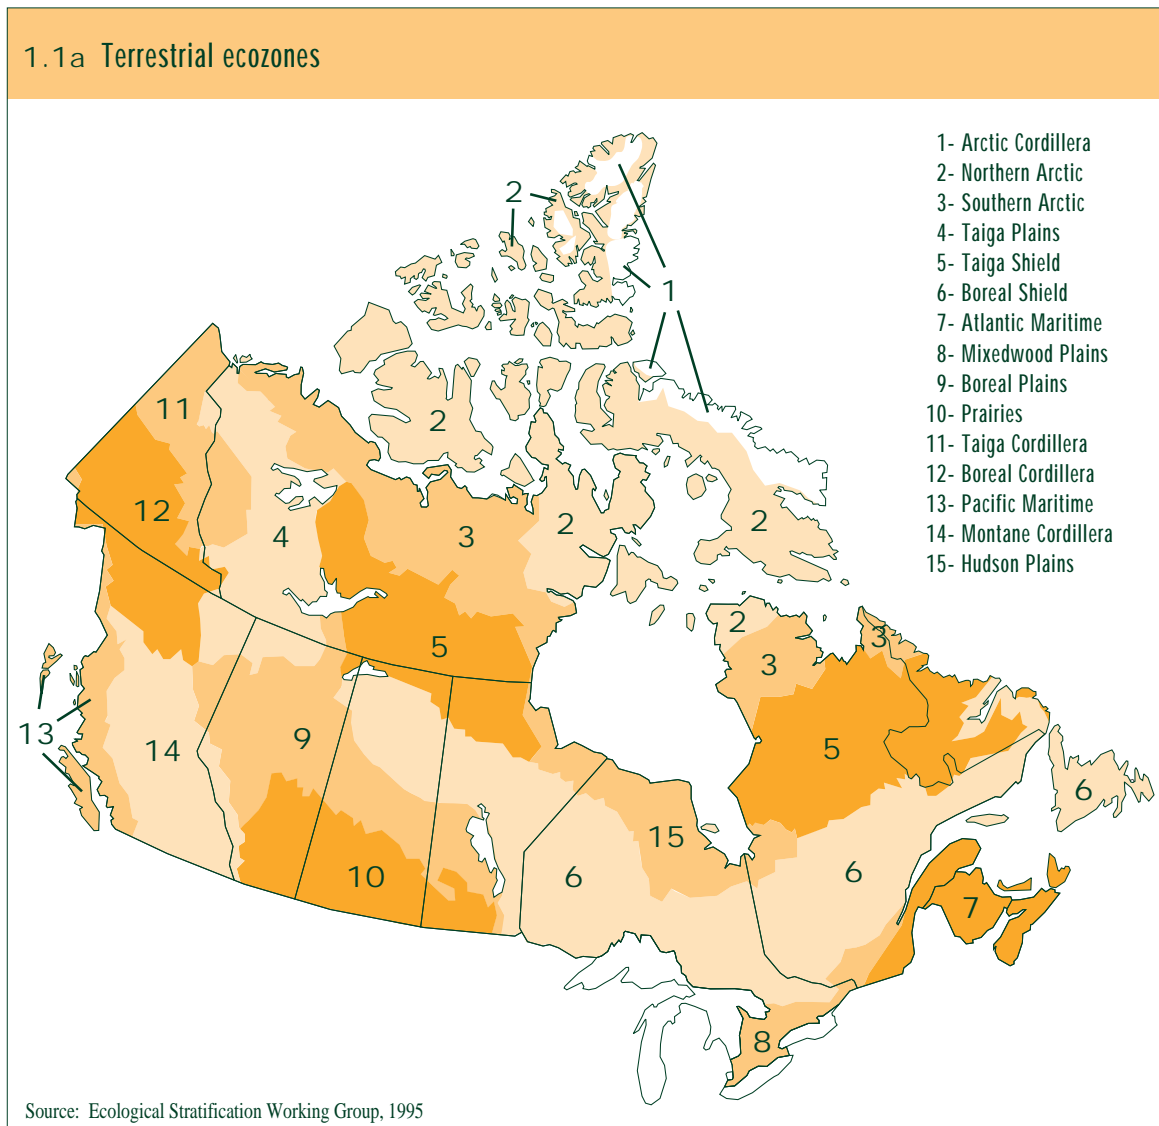 1.1a Terrestrial ecozones
1- Arctic Cordillera
2- Northern Arctic
3- Southern Arctic
4- Taiga Plains
5- Taiga Shield
6- Boreal Shield
7- Atlantic Maritime
8- Mixedwood Plains
9- Boreal Plains
10- Prairies
11- Taiga Cordillera
12- Boreal Cordillera
13- Pacific Maritime
14- Montane Cordillera
15- Hudson Plains
2
1
11
2
12
4
3
2
2
2
3
3
5
13
14
9
5
6
15
10
6
6
7
8
Source: Ecological Stratification Working Group, 1995